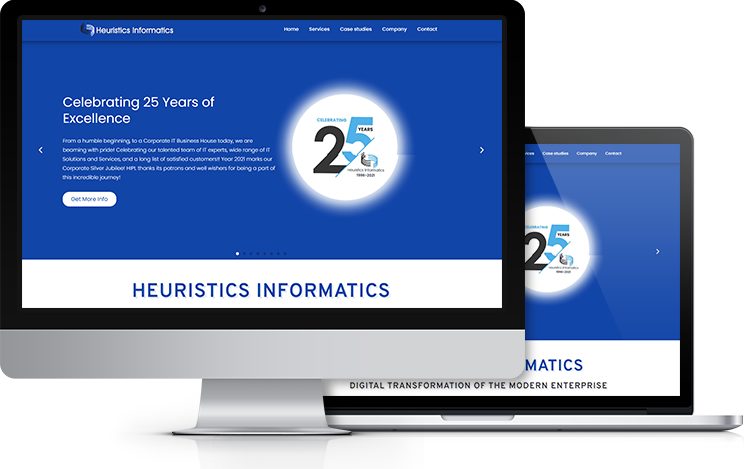 Heuristics Informatics
Home Services Case studies Company Contact
Celebrating 25 Years of
Excellence
From a humble beginning, to a Corporate IT Business House today, we are
beaming with pride! Celebrating our talented team of IT experts, wide range of IT
Solutions and Services, and a long list of satisfied customers!! Year 2021 marks our
Corporate Silver Jubilee! HIPL thanks its patrons and well wishers for being a part of
this incredible journey!
Get More Info
CELEBRATING
25 YEARS
Heuristics Informatics
1996-2021
HEURISTICS INFORMATICS
ices Case studies Company Contact
CELEBRATING
25 YEARS
Heuristics Informatics
1996-2021
MATICS
DIGITAL TRANSFORMATION OF THE MODERN ENTERPRISE